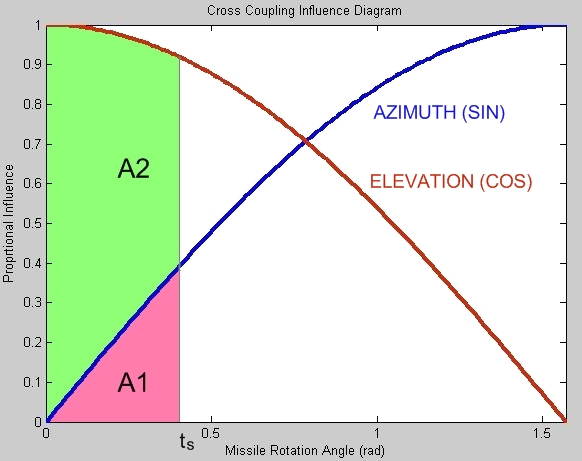 Cross Coupling Influence Diagram
1
0.9
0.8
0.7
0.6
0.5
0.4
0.3
0.2
0.1
0
Proprtional Influence
AZIMUTH (SIN)
ELEVATION (COS)
A2
A1
0
0.5
1
1.5
ts
Missile Rotation Angle (rad)